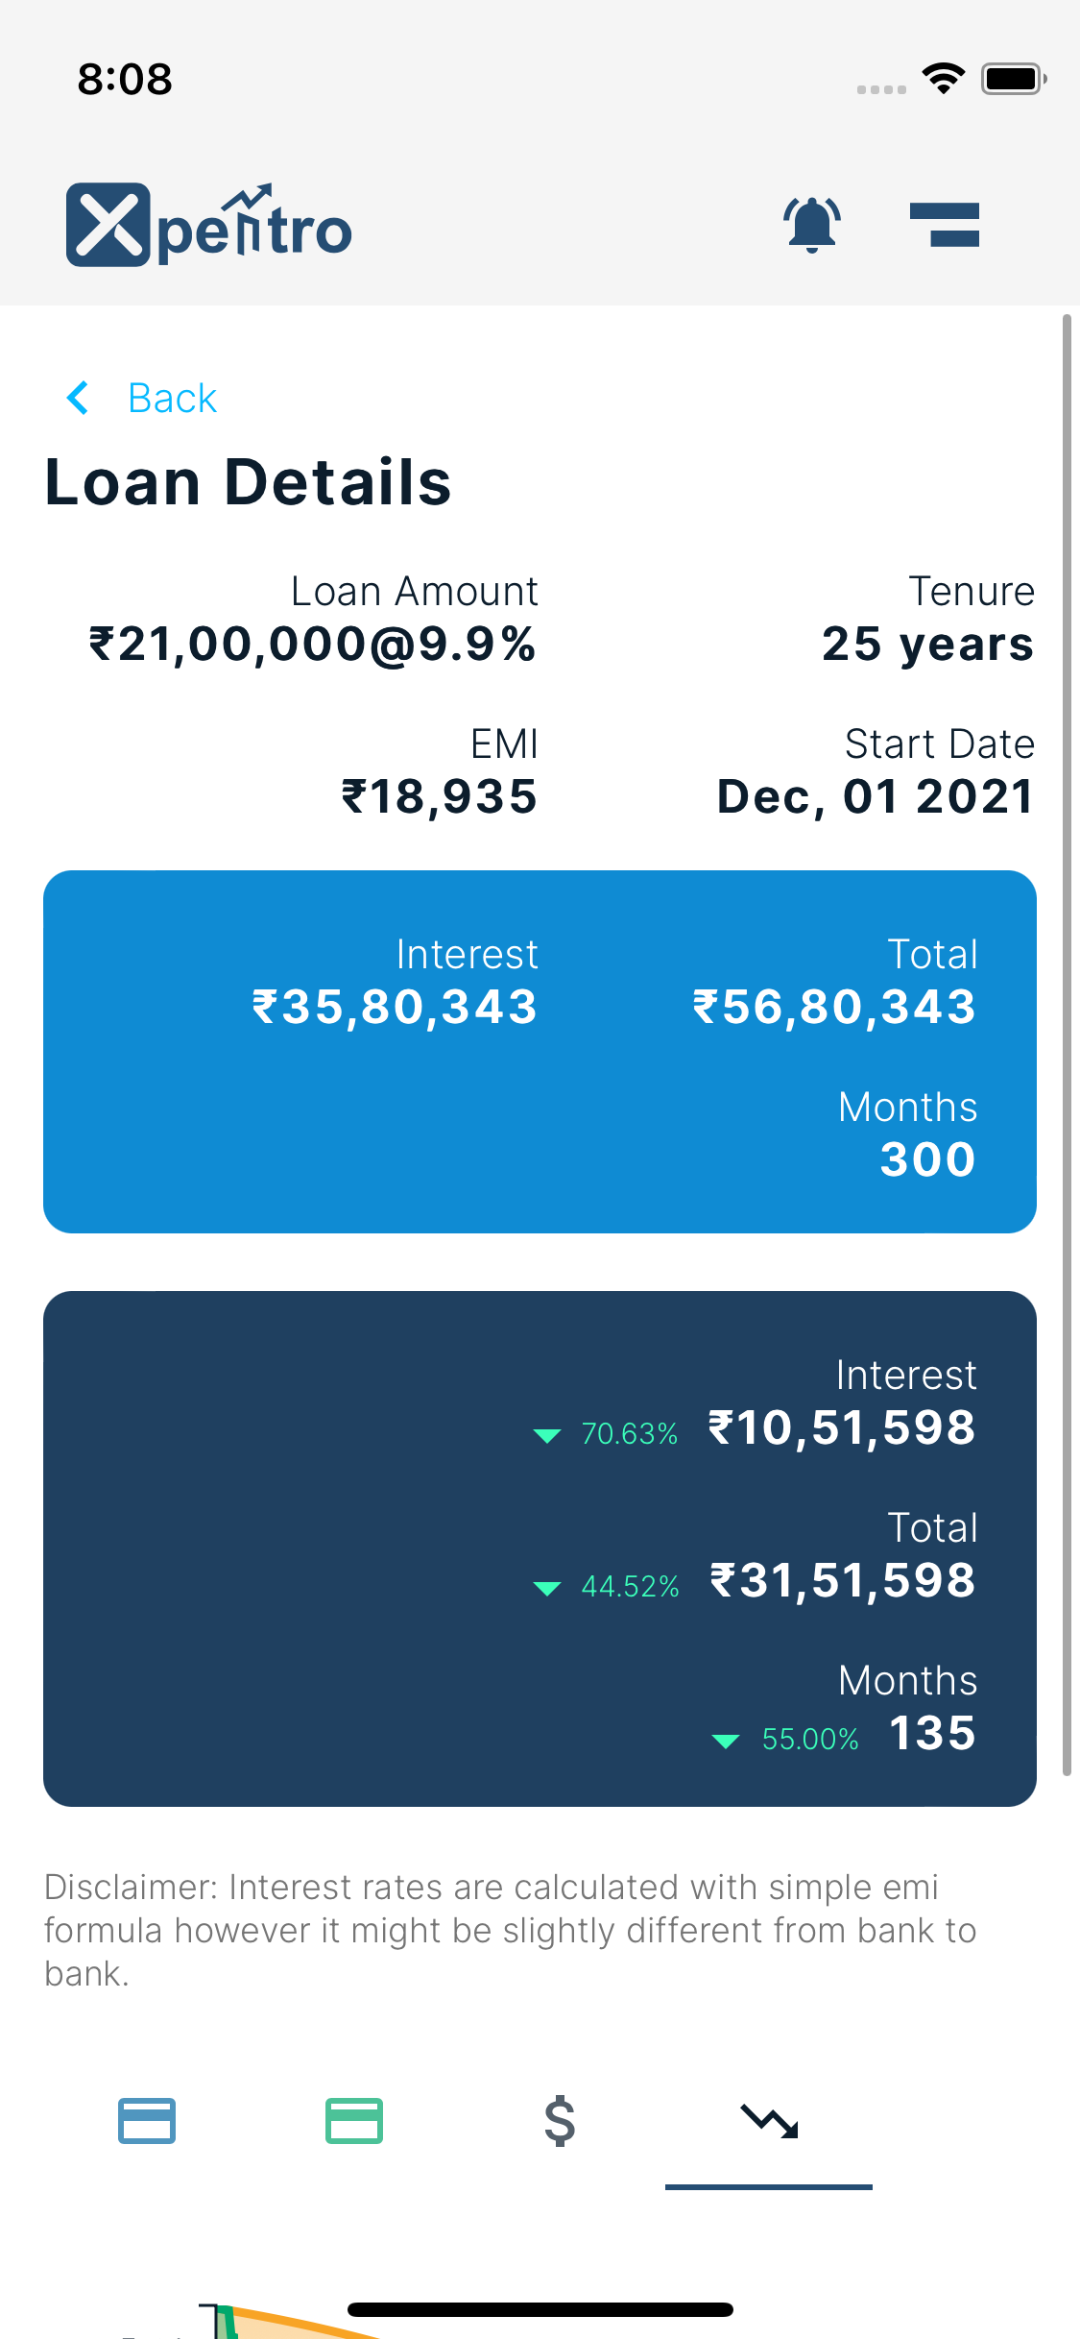 8:08
Xpentro
Back
Loan Details
Loan Amount Tenure
₹21,00,000@9.9% 25 years
EMI Start Date
₹18,935 Dec, 01 2021
Interest Total
₹35,80,343 ₹56,80,343
Months
300
Interest
70.63% ₹10,51,598
Total
44.52% ₹31,51,598
Months
55.00% 135
Disclaimer: Interest rates are calculated with simple emi
formula however it might be slightly different from bank to
bank.
$